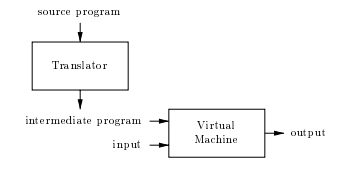 source program
Translator
intermediate program
input
Virtual
Machine
output